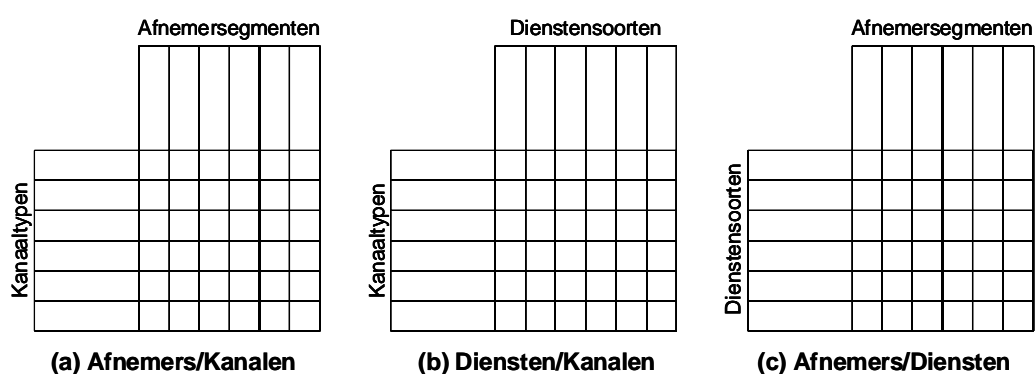 Afnemersegmenten
Kanaaltypen
(a) Afnemers/Kanalen
Dienstensoorten
Kanaaltypen
(b) Diensten/Kanalen
Afnemersegmenten
Dienstensoorten
(c) Afnemers/Diensten